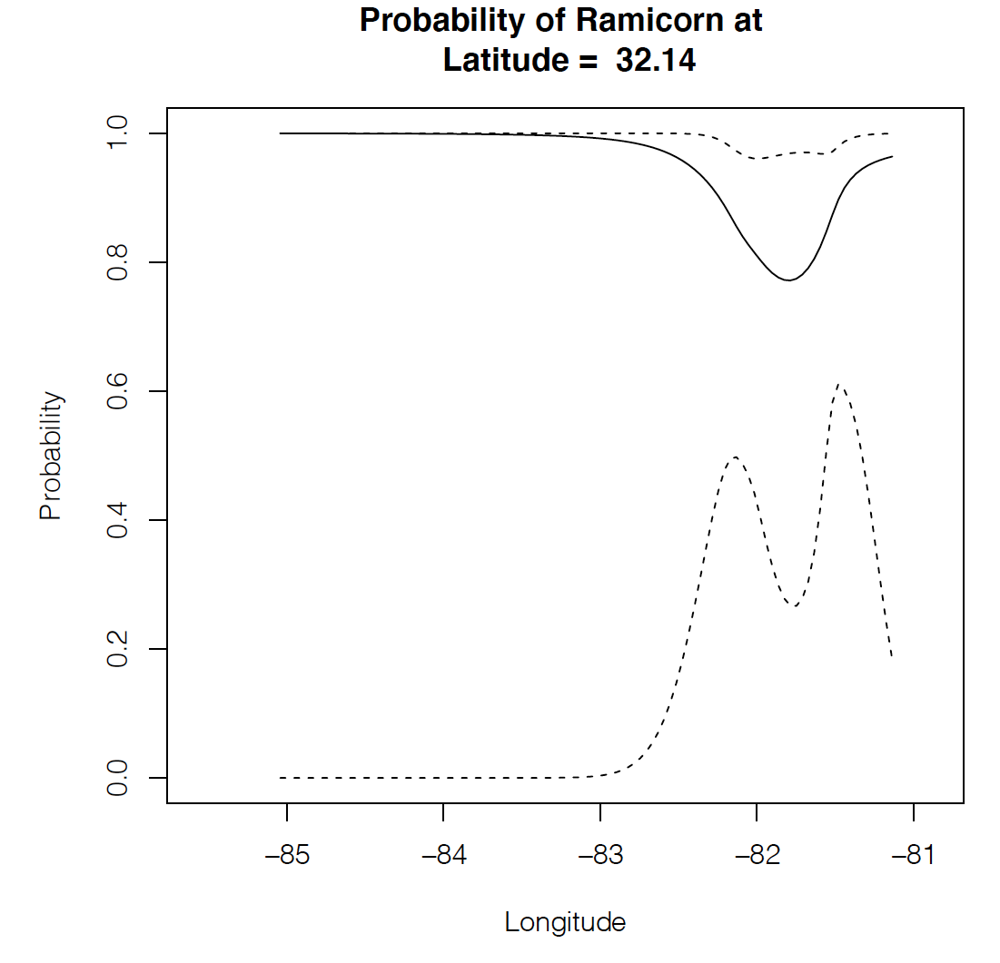 Probability of Ramicorn at
Latitude = 32.14
1.0
0.8
0.6
0.4
0.2
0.0
Probability
−85 −84 −83 −82 −81
Longitude